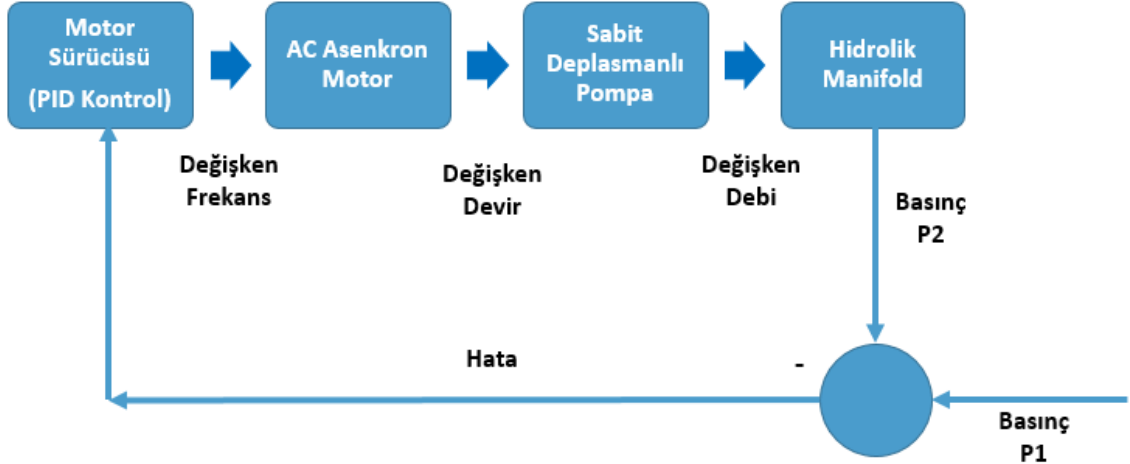 Motor
Sürücüsü
(PID Kontrol)
AC Asenkron
Motor
Sabit
Deplasmanlı
Pompa
Hidrolik
Manifold
Değişken
Frekans
Değişken
Devir
Değişken
Debi
Basınç
P2
Hata
-
Basınç
P1